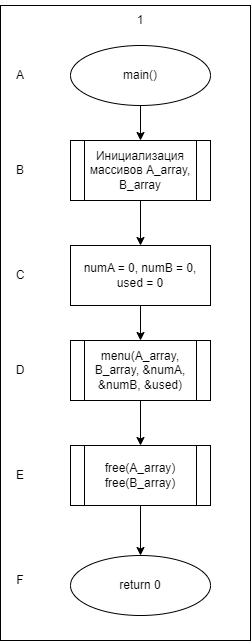 1
A
main()
B
Инициализация
массивов A_array,
B_array
C
numA = 0, numB = 0,
used = 0
D
menu(A_array,
B_array, &numA,
&numB, &used)
E
free(A_array)
free(B_array)
F
return 0